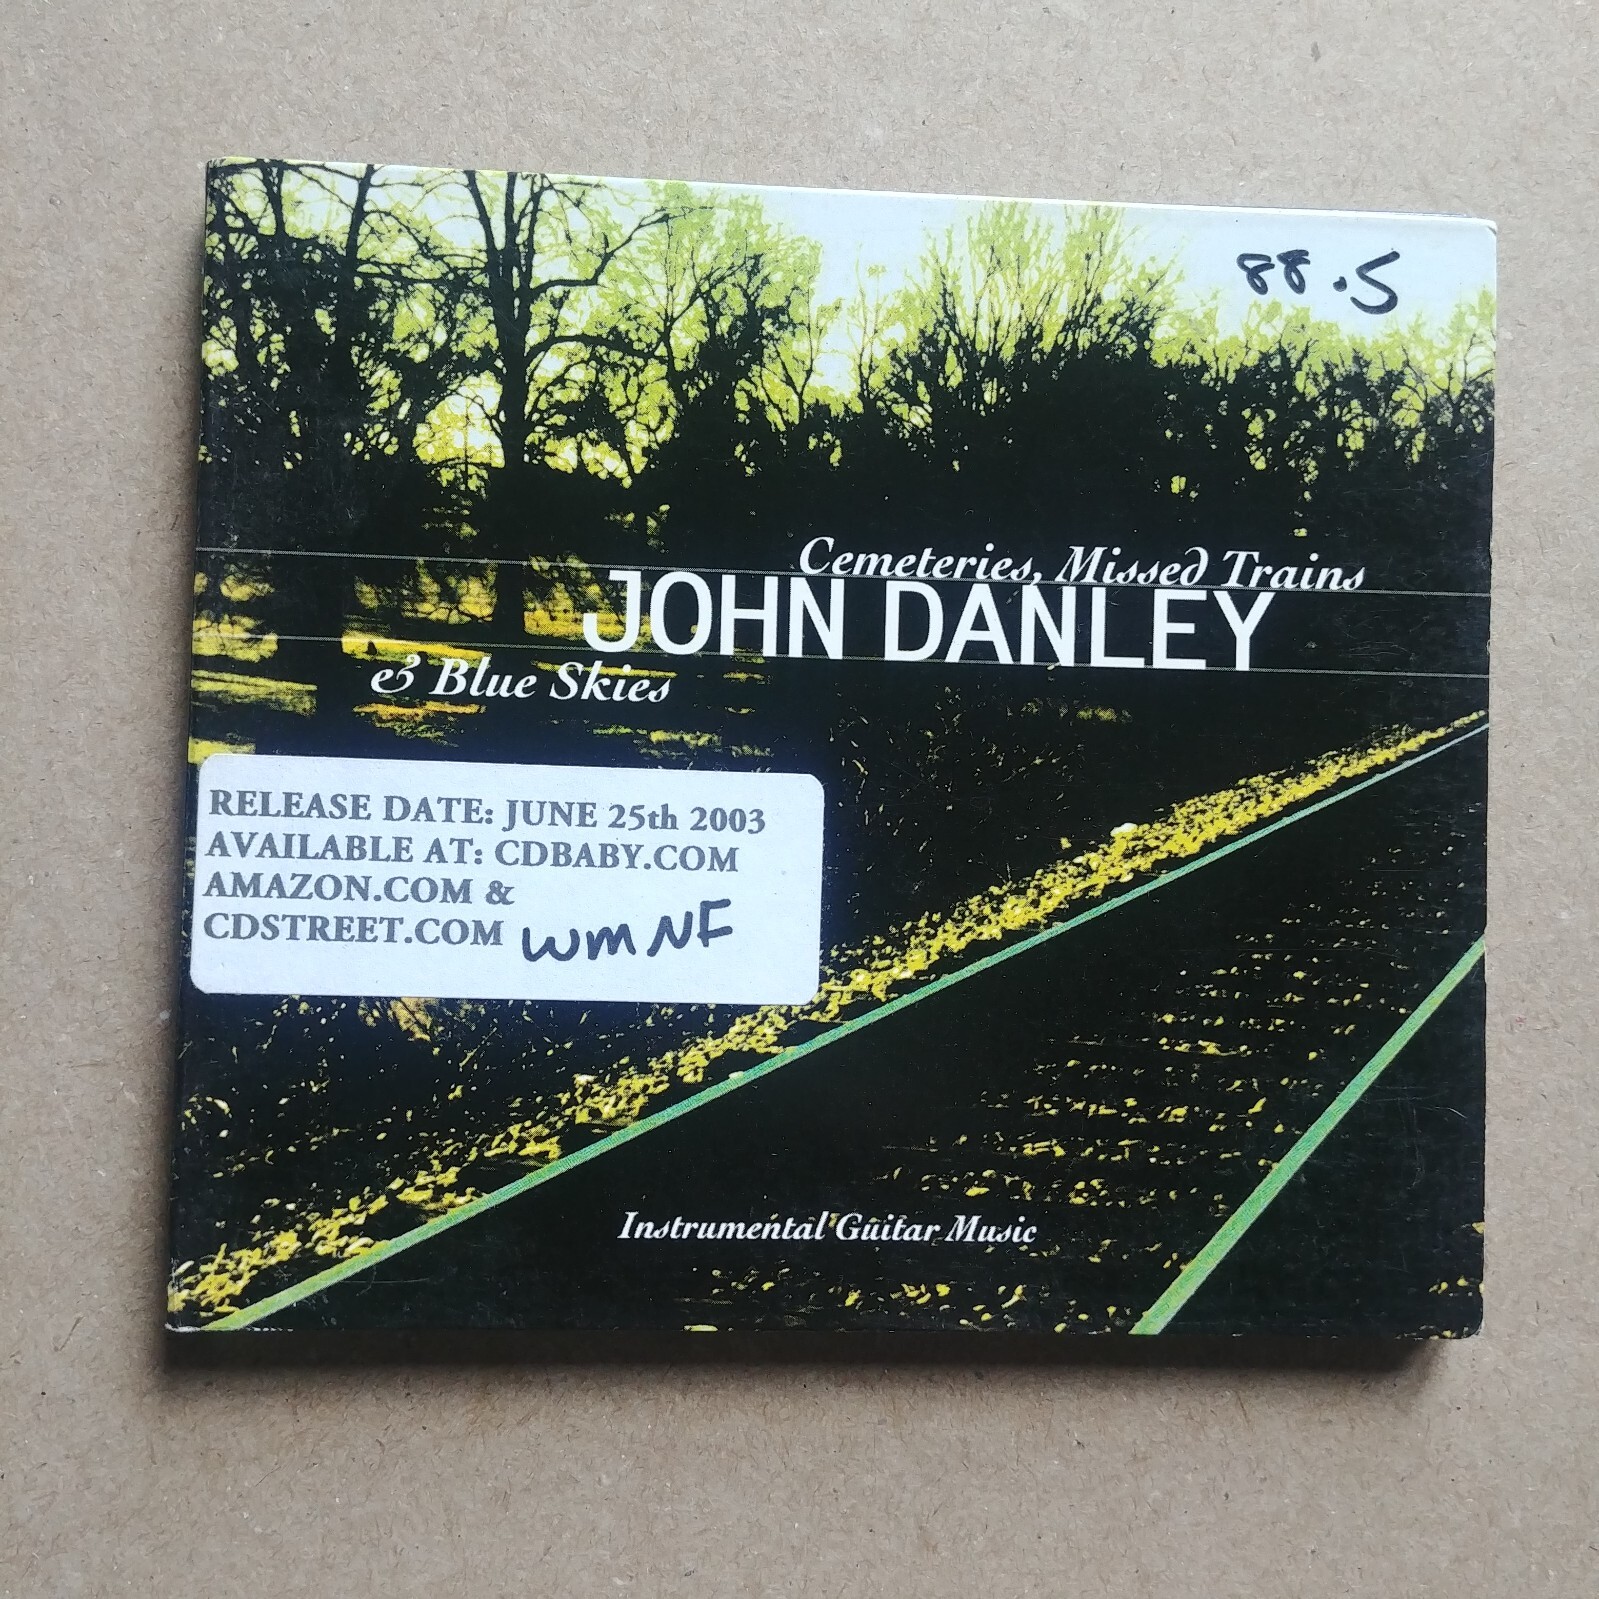 88.5
Cemeteries, Missed Trains
JOHN DANLEY
& Blue Skies
RELEASE DATE: JUNE 25th 2003
AVAILABLE AT: CDBABY.COM
AMAZON.COM &
CDSTREET.COM wmNF
Instrumental Guitar Music